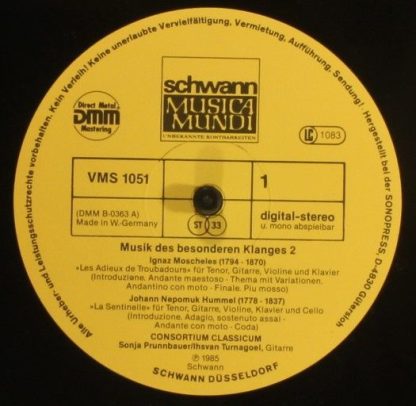 Alle Urheber- und Leistungsschutzrechte vorbehalten. Kein Verleih! Keine unerlaubte Vervielfältigung, Vermietung, Aufführung, Sendung! Hergestellt bei der SONOPRESS, D-4830 Gütersloh
schwann
MUSICA
MUNDI
UNBEKANNTE KOSTBARKEITEN
Direct Metal
DMM
Mastering
LC 1083
VMS 1051
1
(DMM B-0363 A)
Made in W.-Germany
ST 33
digital-stereo
u. mono abspielbar
Musik des besonderen Klanges 2
Ignaz Moscheles (1794 - 1870)
»Les Adieux de Troubadours« für Tenor, Gitarre, Violine und Klavier
(Introduzione. Andante maestoso - Thema mit Variationen.
Andantino con moto - Finale. Piu mosso)
Johann Napomuk Hummel (1778 - 1837)
»La Sentinelle« für Tenor, Gitarre, Violine, Klavier und Cello
(Introduzione. Adagio, sostenuto assai -
Andante con moto - Coda)
CONSORTIUM CLASSICUM
Sonja Prunnbauer/Ihsvan Turnagoel, Gitarre
Ⓟ 1985
Schwann
SCHWANN DÜSSELDORF